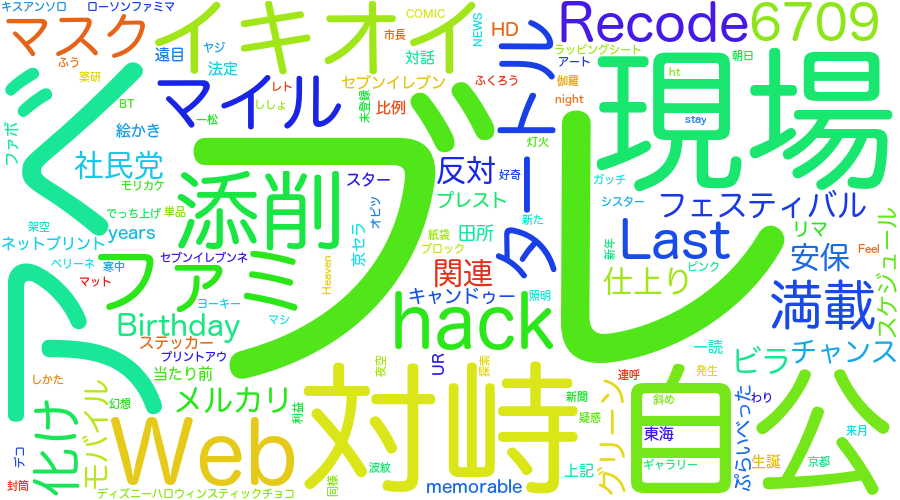 キスアンソロ
ローソンファミマ
マスク
イキオイ
COMIC
市長
NEWS
HD
Recode
6709
ふう
遠目
ヤジ
法定
対話
ラッピングシート
朝日
アート
薬研
セブンイレブン
ふくろう
伽羅
ht
現場
ファボ
BT
マイル
レト
ししょ
未登録
比例
night
タートル
stay
絵かき
一松
灯火
社民党
添削
ブレ
反対
好奇
ガッチ
モリカケ
スター
プレスト
シスター
フェスティバル
でっち上げ
単品
オビツ
架空
years
紙袋
田所
新た
リマ
ネットプリント
京セラ
ブロック
Last
新年
安保
Feel
スケジュール
セブンイレブンネ
ペリーネ
寒中
ファミ
Heaven
関連
仕上り
ピンク
マット
キャンドゥー
照明
満載
ヨーキー
hack
Birthday
マシ
ステッカー
プリントアウ
夜空
UR
探索
一読
ビラ
チャンス
しかた
当たり前
対峙
連呼
発生
自公
幻想
メルカリ
利益
新聞
斜め
ぶらいべった
わり
化け
モバイル
Web
疑惑
グリーン
東海
来月
デコ
波紋
上記
ギャラリー
生誕
京都
封筒
ディズニーハロウィンスティックチョコ
同様
memorable